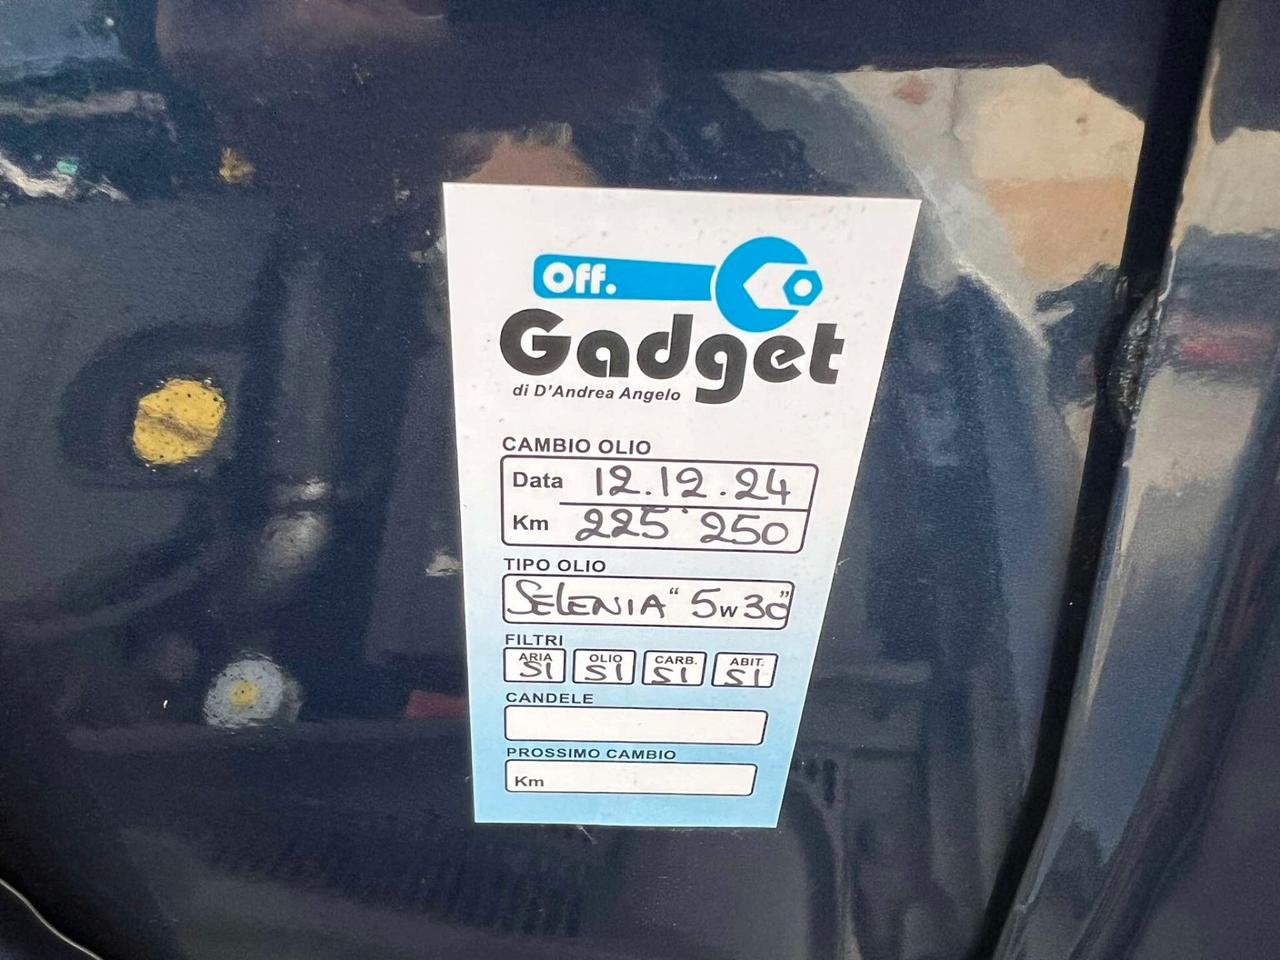 Off.
Gadget
di D'Andrea Angelo
CAMBIO OLIO
Data 12.12.24
Km 225˙250
TIPO OLIO
SELENIA "5w30"
FILTRI
ARIA OLIO CARB. ABIT.
SI SI SI SI
CANDELE
PROSSIMO CAMBIO
Km